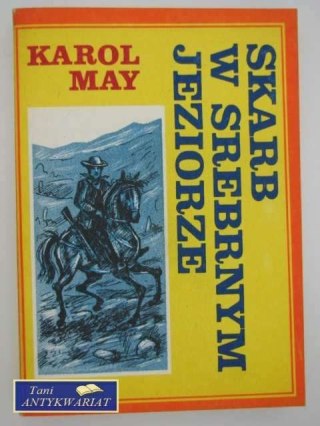 KAROL
MAY
SKARB
W SREBRNYM
JEZIORZE
Tani
ANTYKWARIAT